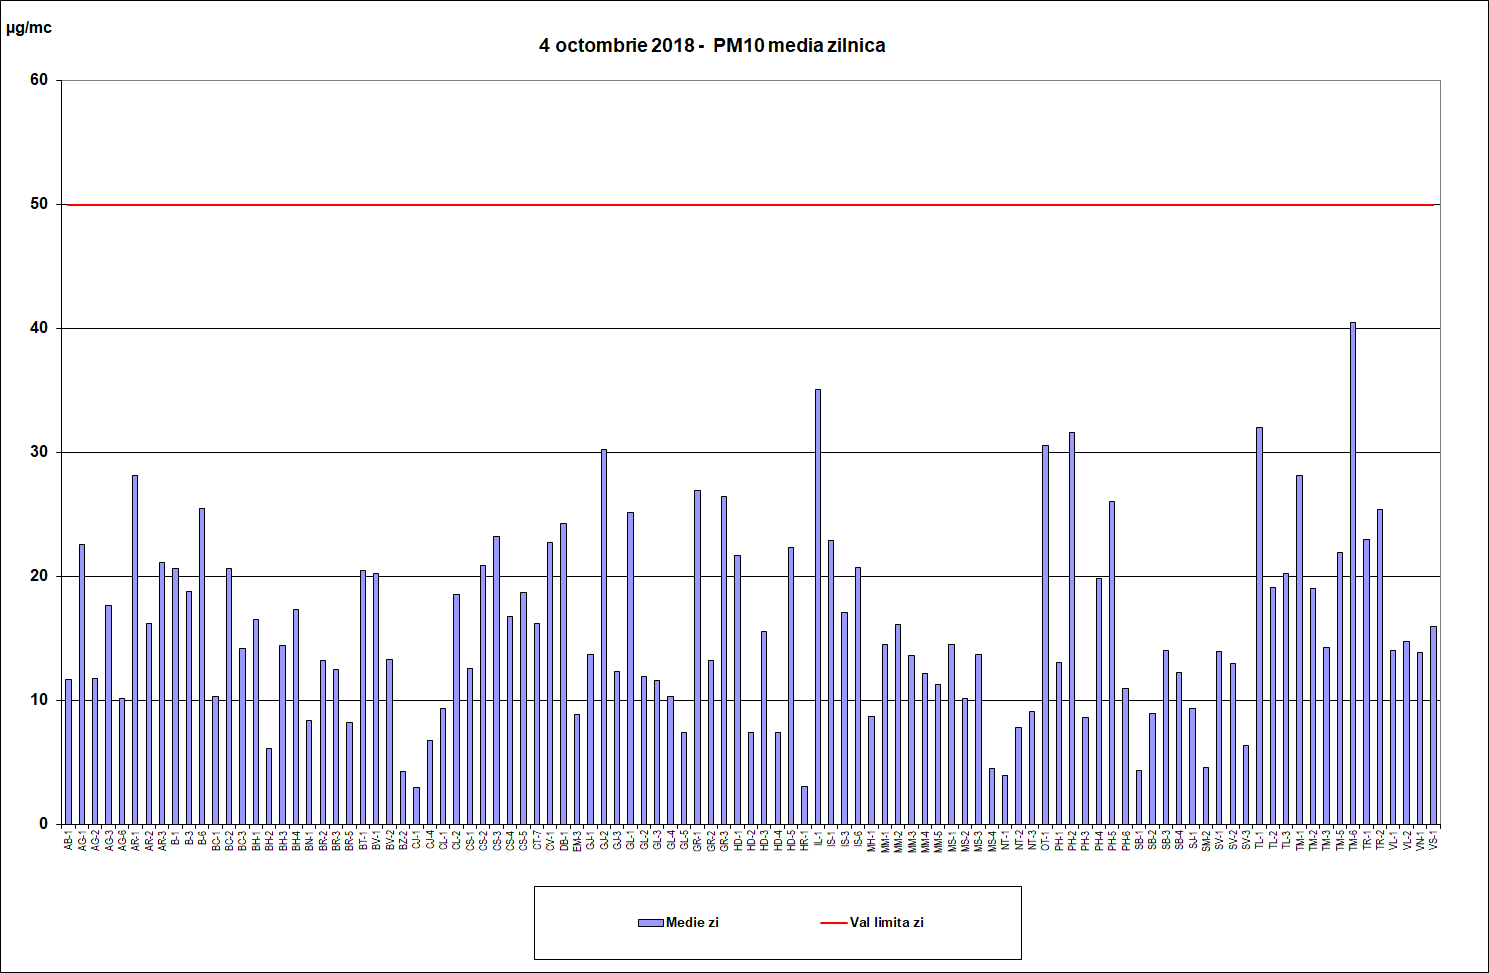 µg/mc
4 octombrie 2018 - PM10 media zilnica
60
50
40
30
20
10
0
AB-1
AG-1
AG-2
AG-3
AG-6
AR-1
AR-2
AR-3
B-1
B-3
B-6
BC-1
BC-2
BC-3
BH-1
BH-2
BH-3
BH-4
BN-1
BR-2
BR-3
BR-5
BT-1
BV-1
BV-2
BZ-2
CJ-1
CJ-4
CL-1
CL-2
CS-1
CS-2
CS-3
CS-4
CS-5
CT-7
CV-1
DB-1
EM-3
GJ-1
GJ-2
GJ-3
GL-1
GL-2
GL-3
GL-4
GL-5
GR-1
GR-2
GR-3
HD-1
HD-2
HD-3
HD-4
HD-5
HR-1
IL-1
IS-1
IS-3
IS-6
MH-1
MM-1
MM-2
MM-3
MM-4
MM-5
MS-1
MS-2
MS-3
MS-4
NT-1
NT-2
NT-3
OT-1
PH-1
PH-2
PH-3
PH-4
PH-5
PH-6
SB-1
SB-2
SB-3
SB-4
SJ-1
SM-2
SV-1
SV-2
SV-3
TL-1
TL-2
TL-3
TM-1
TM-2
TM-3
TM-5
TM-6
TR-1
TR-2
VL-1
VL-2
VN-1
VS-1
Medie zi
Val limita zi